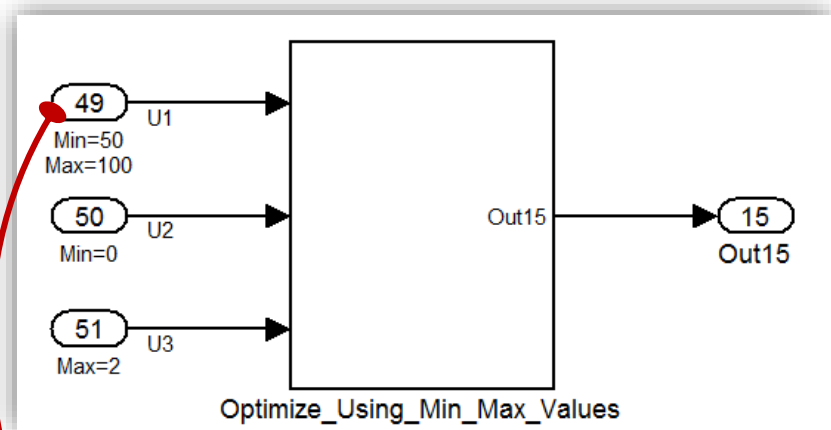 49
U1
Min=50
Max=100
50
U2
Min=0
51
U3
Max=2
Out15
15
Out15
Optimize_Using_Min_Max_Values